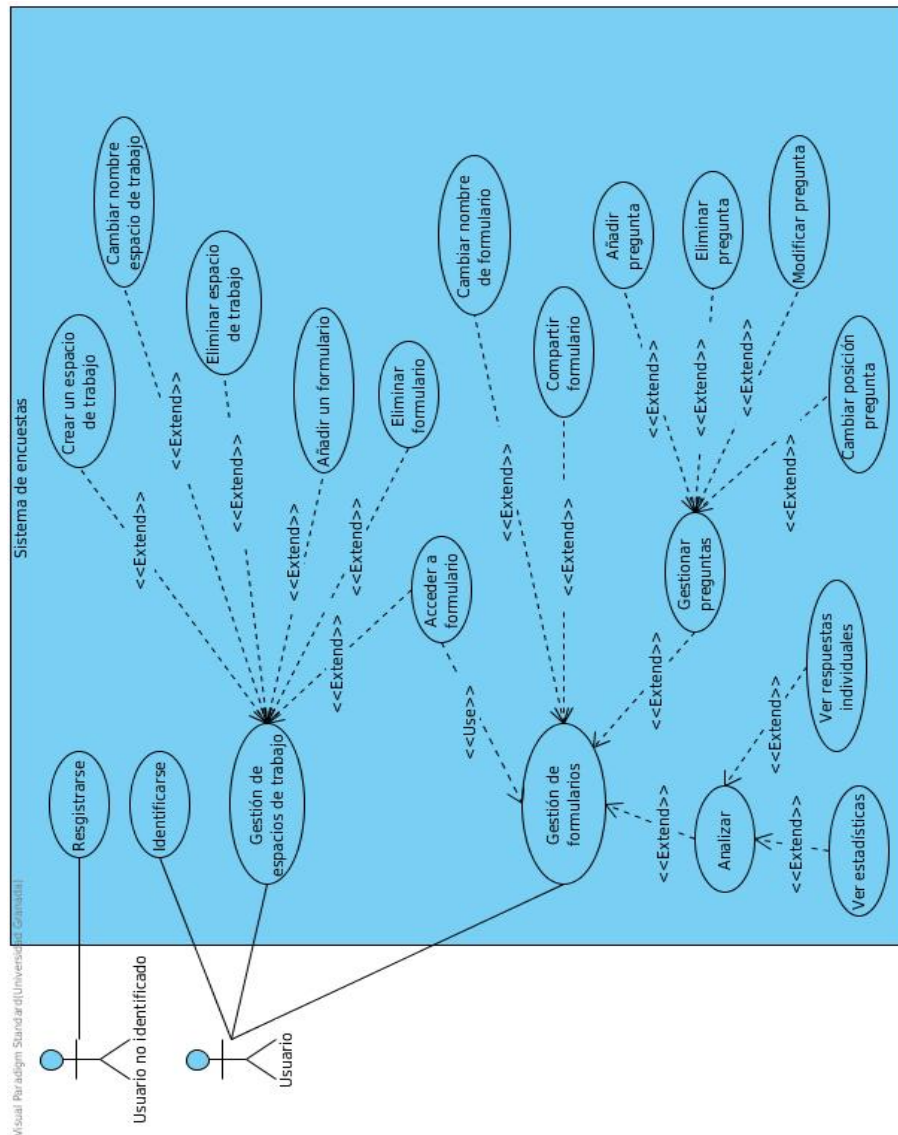 Visual Paradigm Standard(Universidad Granada)
Sistema de encuestas
Usuario no identificado
Usuario
Resgistrarse
Identificarse
Gestión de
espacios de trabajo
Crear un espacio
de trabajo
<<Extend>>
Cambiar nombre
espacio de trabajo
<<Extend>>
Eliminar espacio
de trabajo
<<Extend>>
Añadir un formulario
<<Extend>>
Eliminar
formulario
<<Extend>>
Acceder a
formulario
<<Extend>>
<<Use>>
Gestión de
formularios
Cambiar nombre
de formulario
<<Extend>>
Compartir
formulario
<<Extend>>
Gestionar
preguntas
<<Extend>>
Añadir
pregunta
<<Extend>>
Eliminar
pregunta
<<Extend>>
Modificar pregunta
<<Extend>>
Cambiar posición
pregunta
<<Extend>>
Analizar
<<Extend>>
Ver respuestas
individuales
<<Extend>>
Ver estadísticas
<<Extend>>